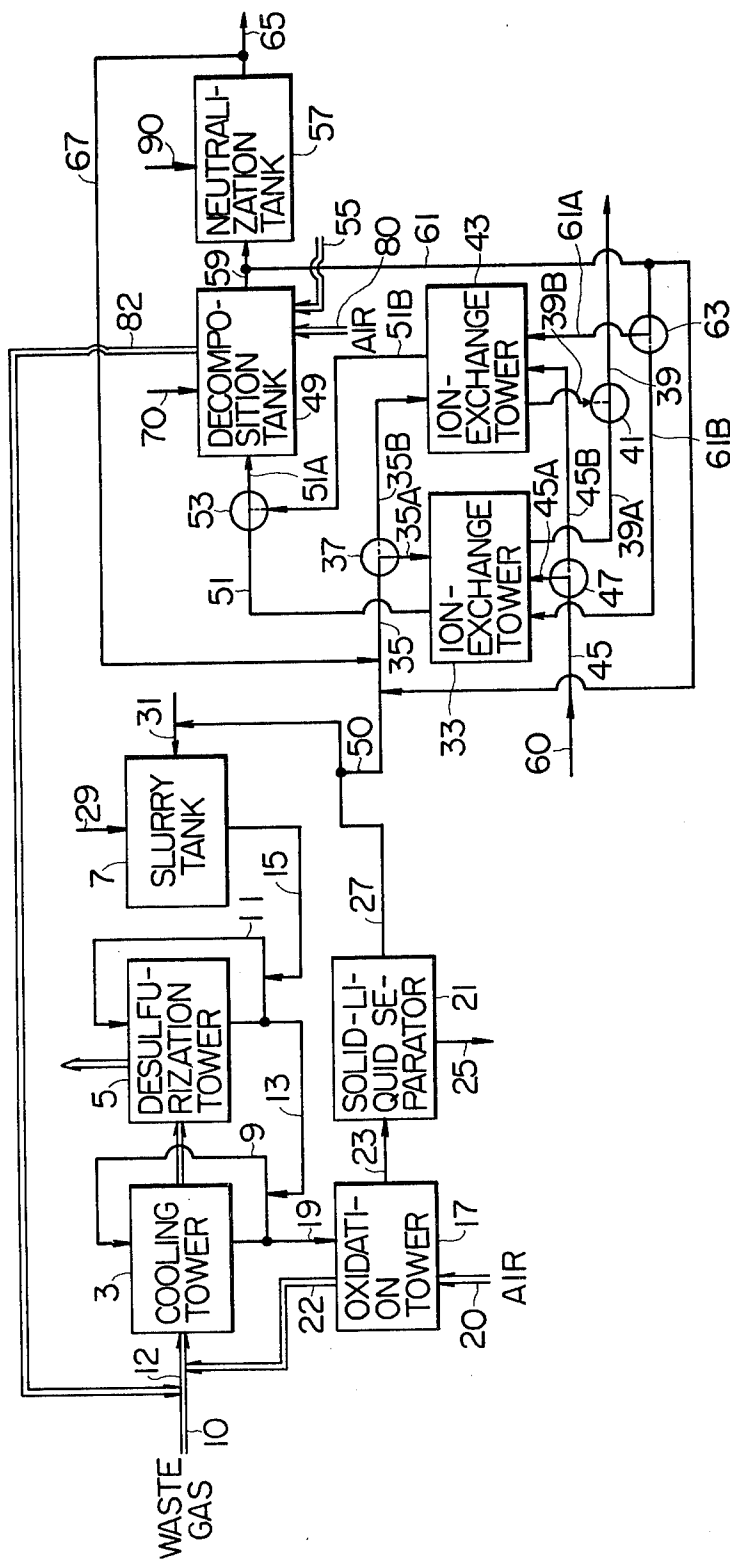 WASTE
GAS
10
12
COOLING
TOWER
3
9
13
19
22
OXIDATI-
ON
TOWER
17
20
AIR
23
5
DESULFU-
RIZATION
TOWER
11
15
7
SLURRY
TANK
29
31
SOLID-LI-
QUID SE-
PARATOR
21
25
27
50
60
45
47
45A
45B
33
ION-
EXCHANGE
TOWER
35
35A
35B
37
39A
39
39B
41
ION-
EXCHANGE
TOWER
43
51
51A
51B
53
70
82
DECOMPO-
SITION
TANK
49
AIR
80
55
59
61
61A
61B
63
67
90
NEUTRALI-
ZATION
TANK
57
65